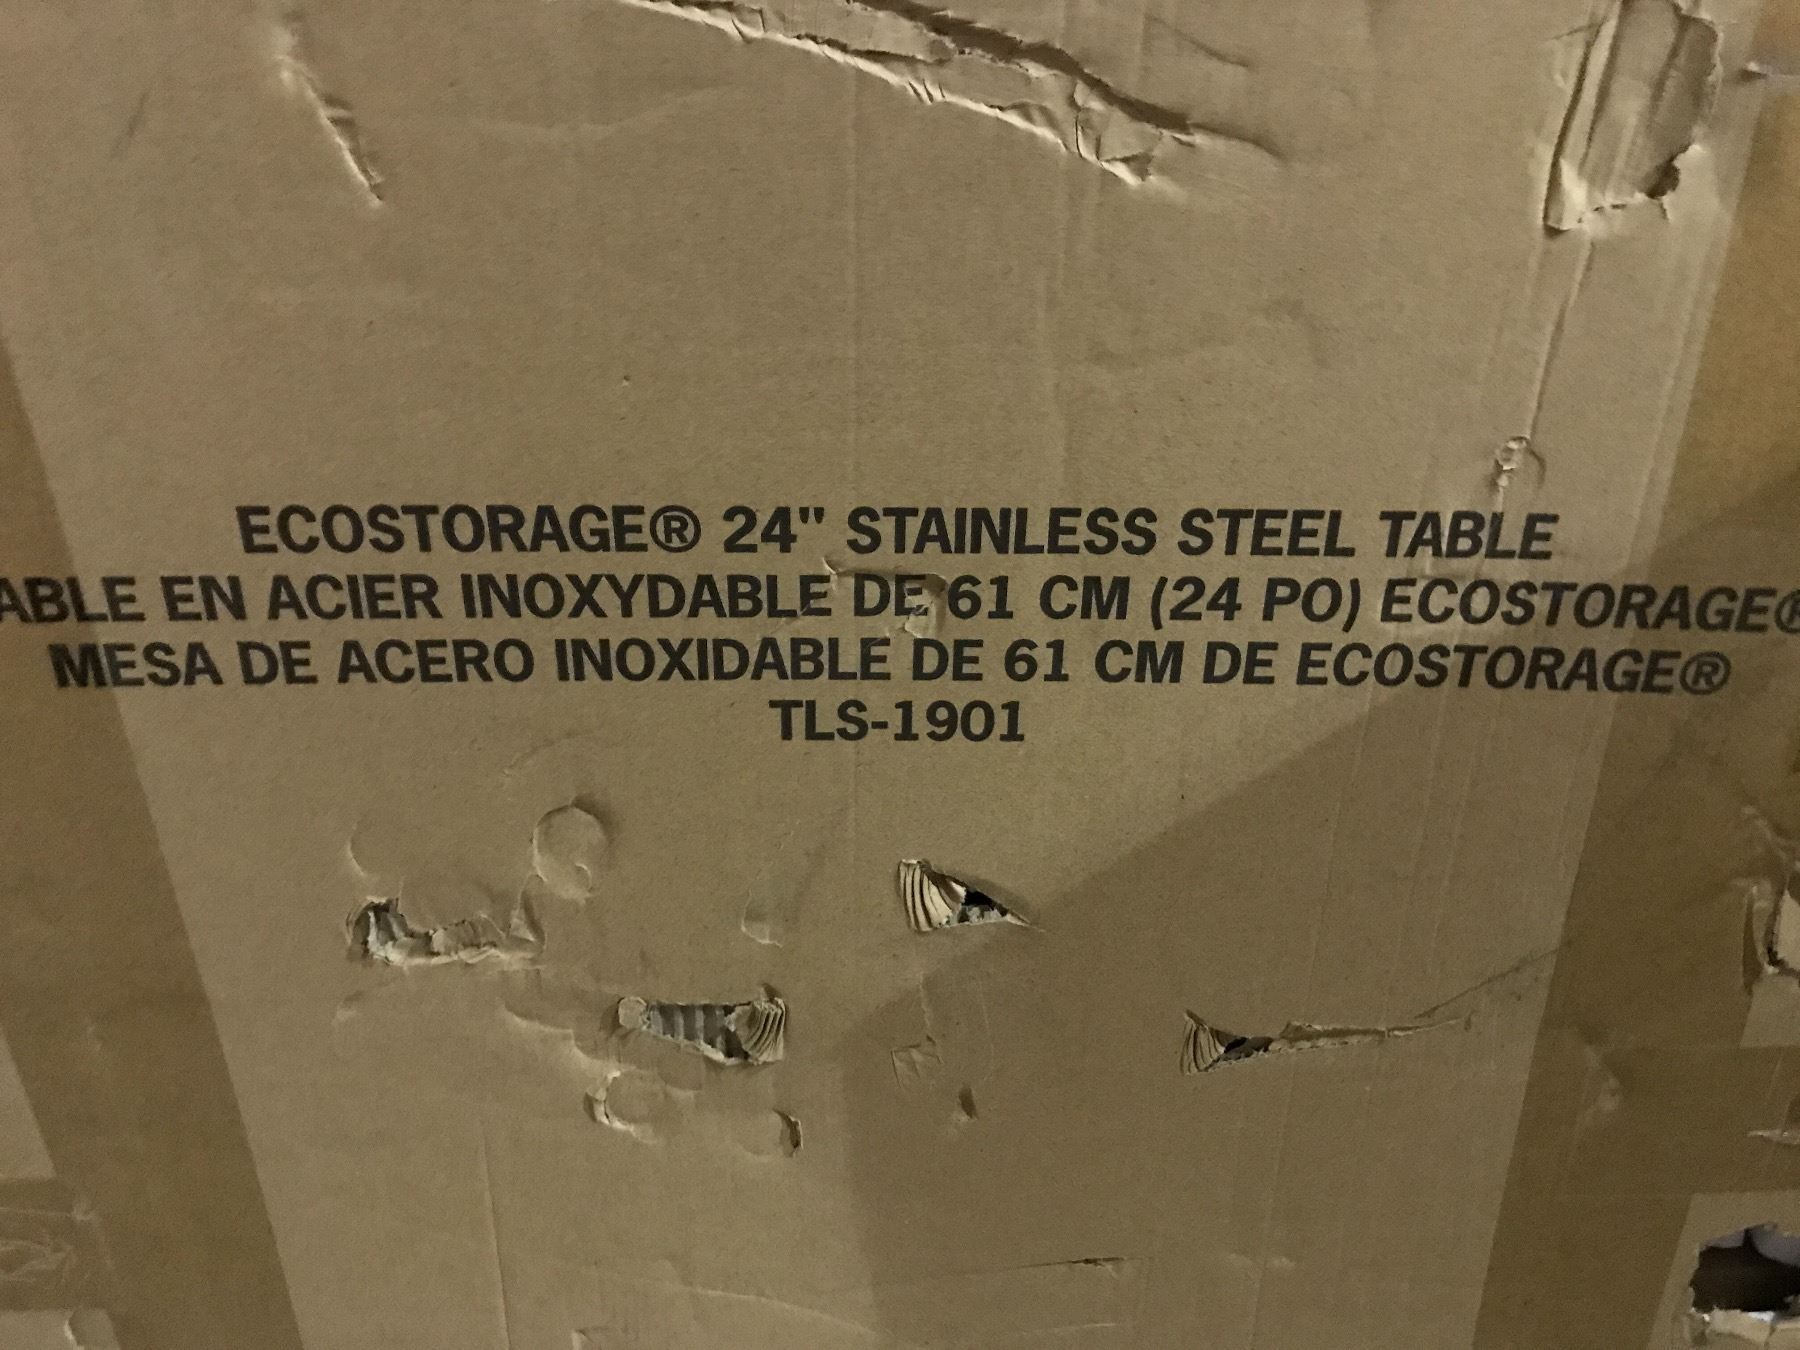 ECOSTORAGE® 24" STAINLESS STEEL TABLE
ABLE EN ACIER INOXYDABLE DE 61 CM (24 PO) ECOSTORAGE®
MESA DE ACERO INOXIDABLE DE 61 CM DE ECOSTORAGE®
TLS-1901